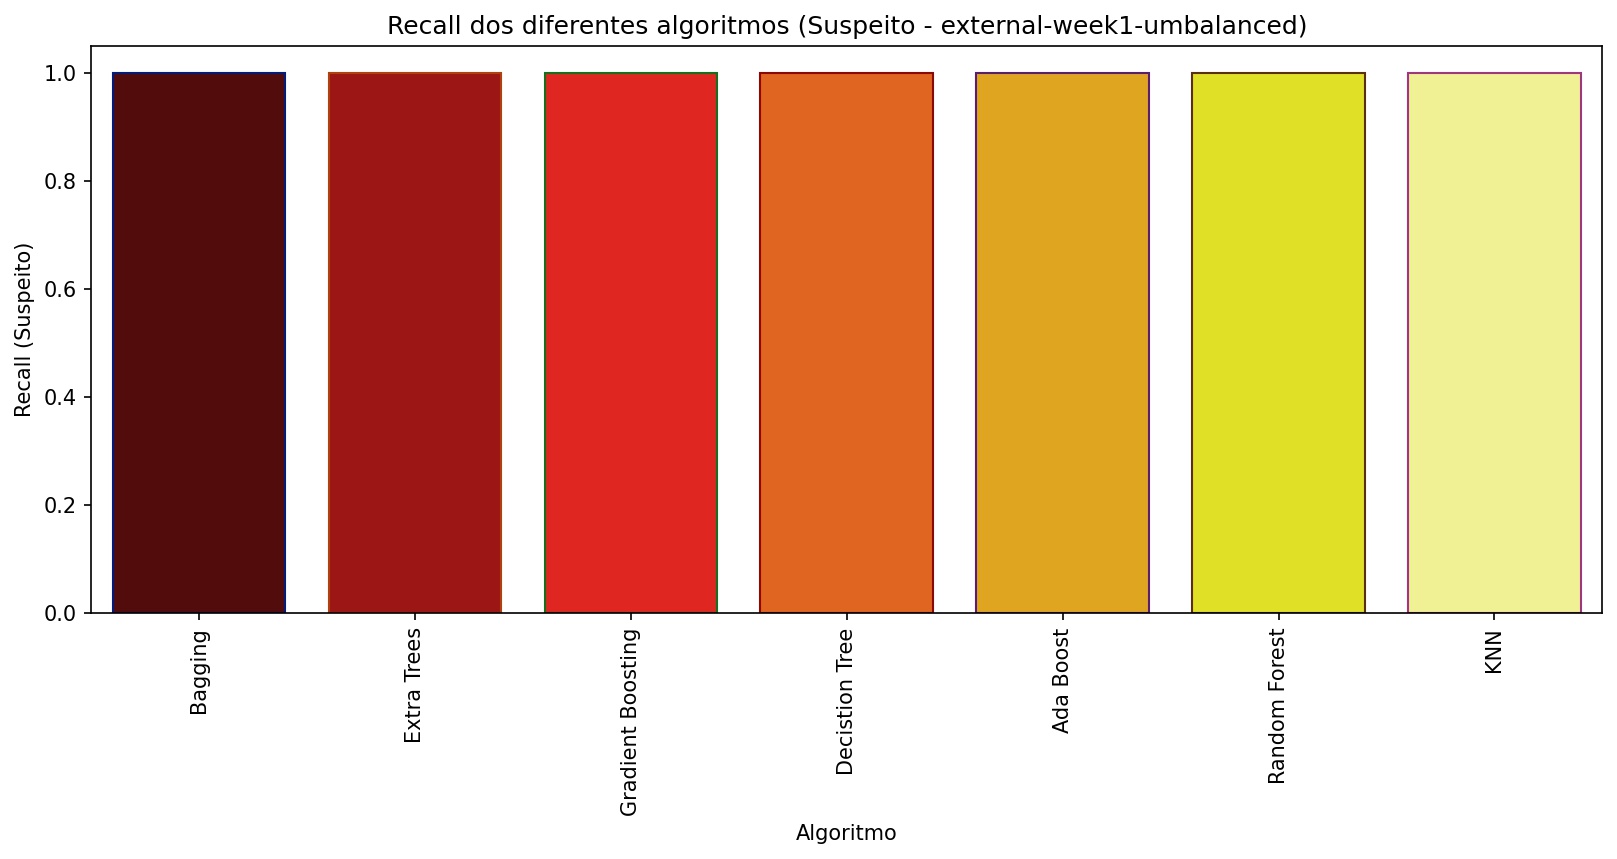 Recall dos diferentes algoritmos (Suspeito - external-week1-umbalanced)
Recall (Suspeito)
1.0
0.8
0.6
0.4
0.2
0.0
Bagging
Extra Trees
Gradient Boosting
Decistion Tree
Ada Boost
Random Forest
KNN
Algoritmo